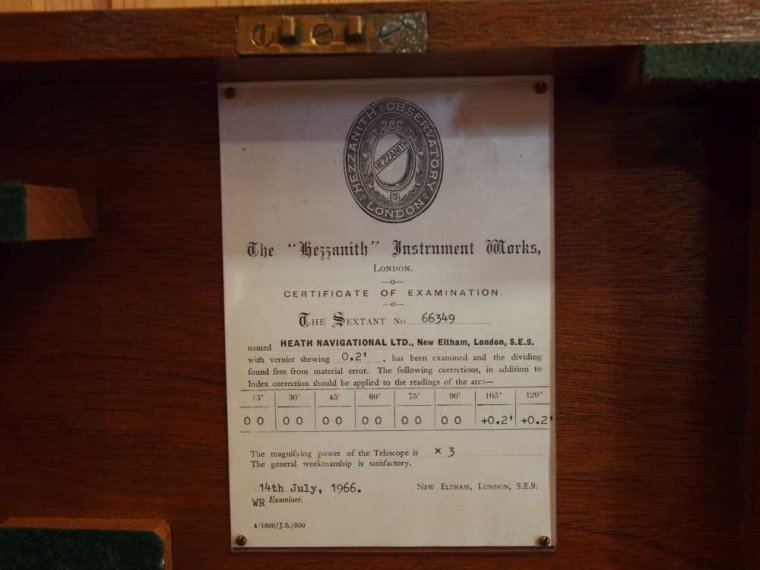 HEZZANITH OBSERVATORY
HEZZANITH
LONDON
The "Hezzanith" Instrument Works,
LONDON.
CERTIFICATE OF EXAMINATION.
THE SEXTANT No. 66349
named HEATH NAVIGATIONAL LTD., New Eltham, London, S.E.9.
with vernier shewing 0.2', has been examined and the dividing
found free from material error. The following corrections, in addition to
Index correction should be applied to the readings of the arc:—
15° 30° 45° 60° 75° 90° 105° 120°
0 0 0 0 0 0 0 0 0 0 0 0 +0.2' +0.2'
The magnifying power of the Telescope is × 3
The general workmanship is satisfactory.
14th July, 1966. NEW ELTHAM, LONDON, S.E.9.
WR Examiner.
4/1620/J.S./500